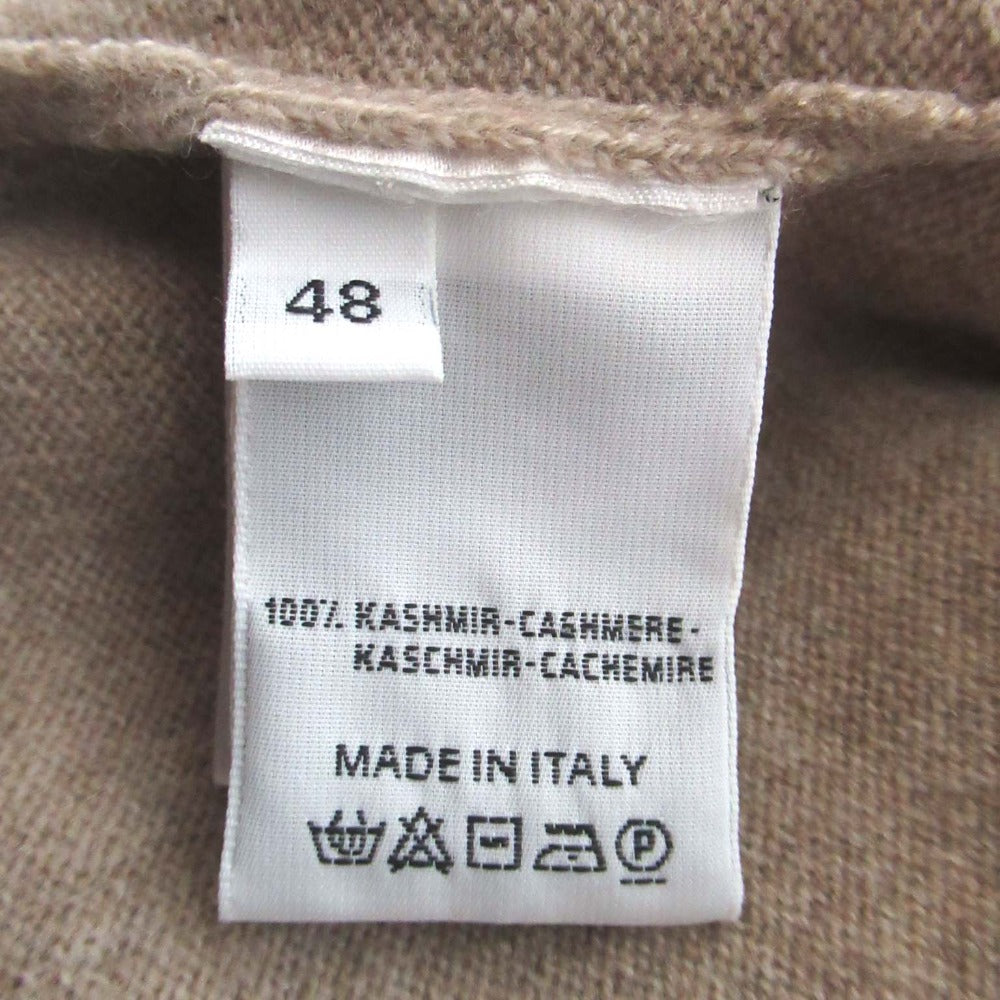 48
100% KASHMIR-CASHMERE-
KASCHMIR-CACHEMIRE
MADE IN ITALY
P